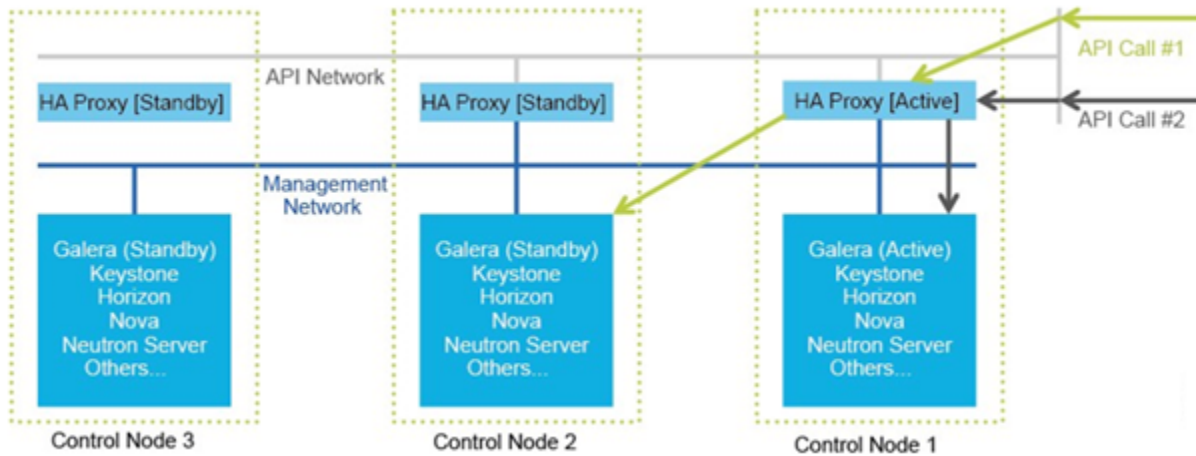 API Call #1
API Network
HA Proxy [Standby]
HA Proxy [Standby]
HA Proxy [Active]
API Call #2
Management
Network
Galera (Standby)
Keystone
Horizon
Nova
Neutron Server
Others...
Galera (Standby)
Keystone
Horizon
Nova
Neutron Server
Others...
Galera (Active)
Keystone
Horizon
Nova
Neutron Server
Others...
Control Node 3
Control Node 2
Control Node 1